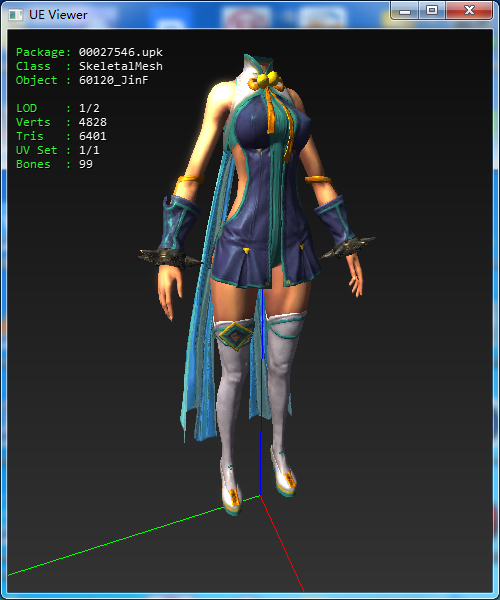 UE Viewer
Package: 00027546.upk
Class : SkeletalMesh
Object : 60120_JinF
LOD : 1/2
Verts : 4828
Tris : 6401
UV Set : 1/1
Bones : 99